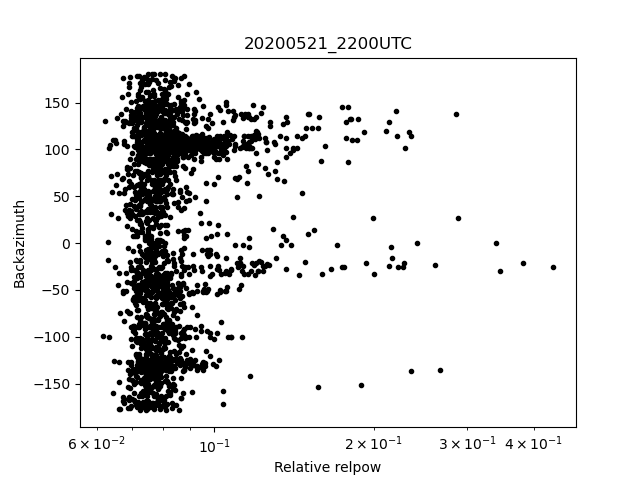 20200521_2200UTC
Backazimuth
150
100
50
0
−50
−100
−150
6 × 10⁻²
10⁻¹
2 × 10⁻¹
3 × 10⁻¹
4 × 10⁻¹
Relative relpow